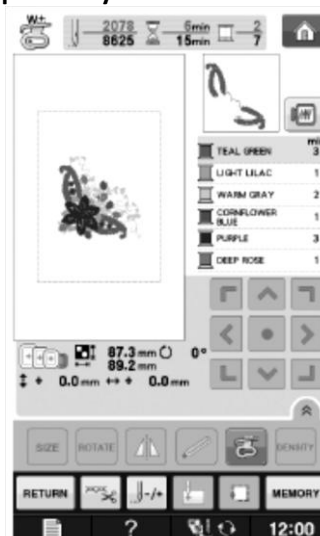 W+
2078 6min 2
8625 15min 7
TEAL GREEN 3
LIGHT LILAC 1
WARM GRAY 2
CORNFLOWER BLUE 1
PURPLE 3
DEEP ROSE 1
87.3 mm 0°
89.2 mm
0.0 mm 0.0 mm
SIZE ROTATE DENSITY
RETURN -/+ MEMORY
? 12:00